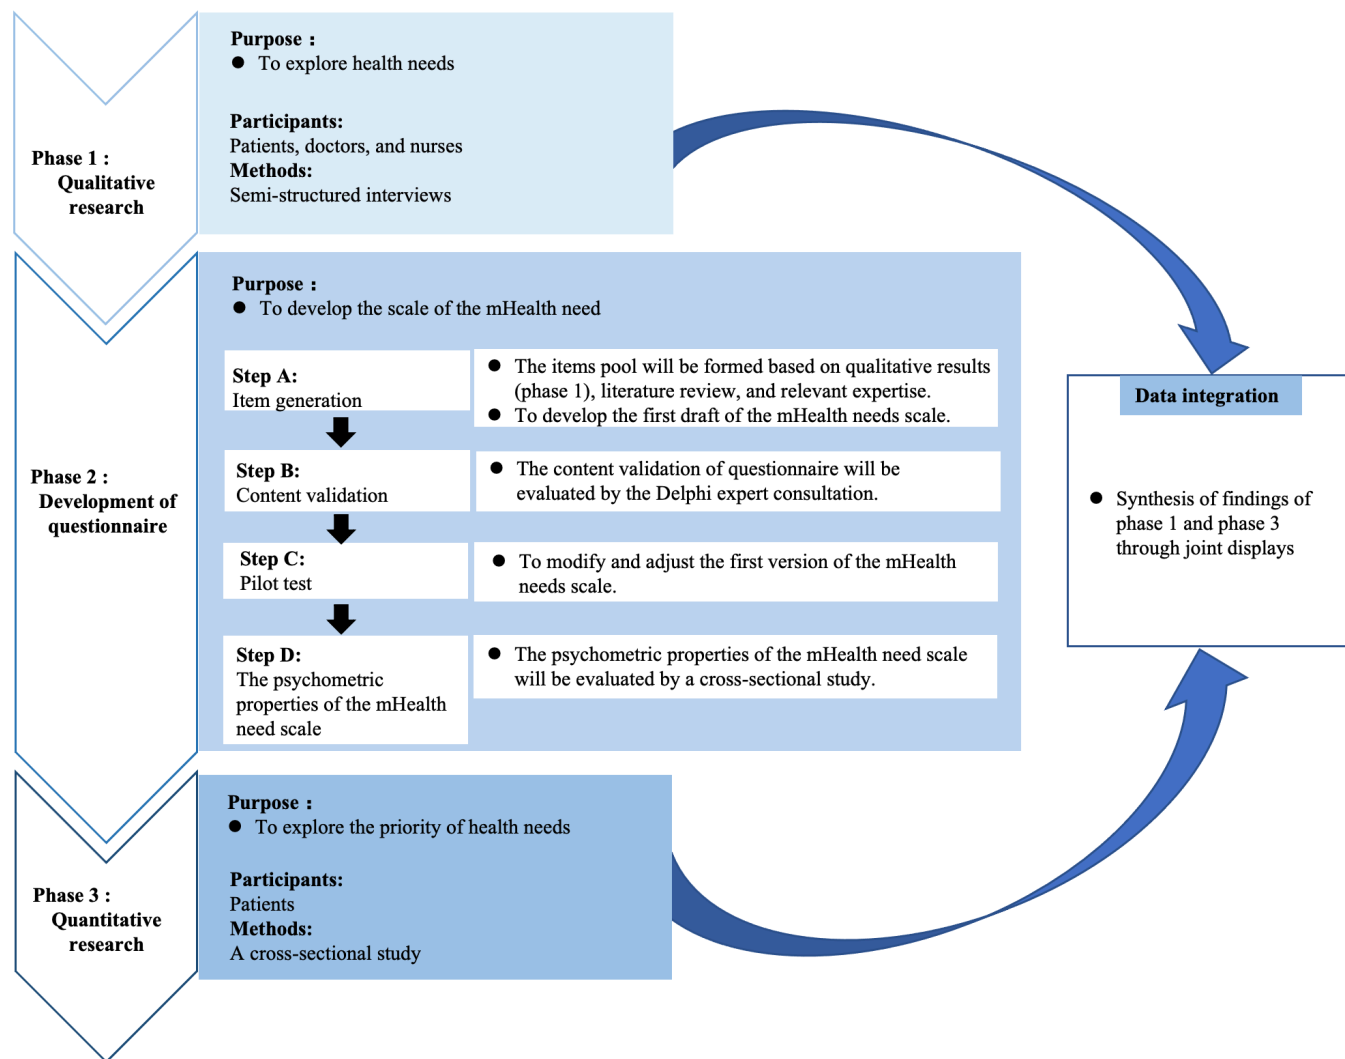 Phase 1 :
Qualitative
research
Purpose：
● To explore health needs
Participants:
Patients, doctors, and nurses
Methods:
Semi-structured interviews
Phase 2 :
Development of
questionnaire
Purpose：
● To develop the scale of the mHealth need
Step A:
Item generation
● The items pool will be formed based on qualitative results
(phase 1), literature review, and relevant expertise.
● To develop the first draft of the mHealth needs scale.
Step B:
Content validation
● The content validation of questionnaire will be
evaluated by the Delphi expert consultation.
Step C:
Pilot test
● To modify and adjust the first version of the mHealth
needs scale.
Step D:
The psychometric
properties of the mHealth
need scale
● The psychometric properties of the mHealth need scale
will be evaluated by a cross-sectional study.
Phase 3 :
Quantitative
research
Purpose：
● To explore the priority of health needs
Participants:
Patients
Methods:
A cross-sectional study
Data integration
● Synthesis of findings of
phase 1 and phase 3
through joint displays